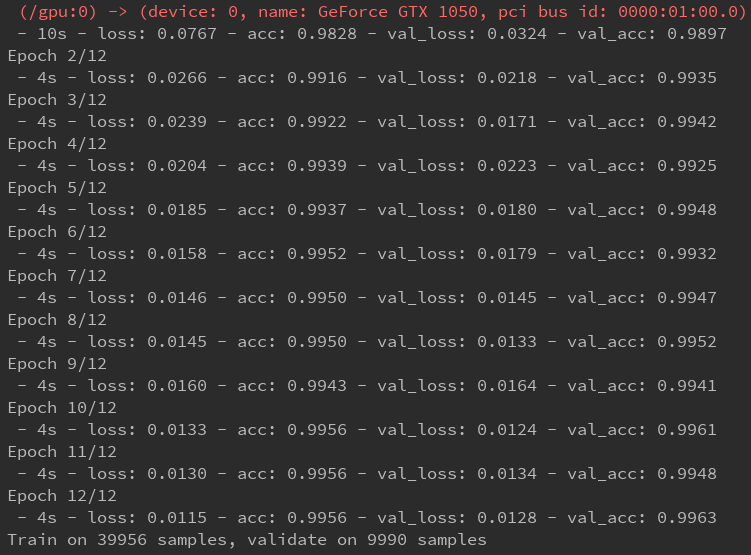 (/gpu:0) -> (device: 0, name: GeForce GTX 1050, pci bus id: 0000:01:00.0)
- 10s - loss: 0.0767 - acc: 0.9828 - val_loss: 0.0324 - val_acc: 0.9897
Epoch 2/12
- 4s - loss: 0.0266 - acc: 0.9916 - val_loss: 0.0218 - val_acc: 0.9935
Epoch 3/12
- 4s - loss: 0.0239 - acc: 0.9922 - val_loss: 0.0171 - val_acc: 0.9942
Epoch 4/12
- 4s - loss: 0.0204 - acc: 0.9939 - val_loss: 0.0223 - val_acc: 0.9925
Epoch 5/12
- 4s - loss: 0.0185 - acc: 0.9937 - val_loss: 0.0180 - val_acc: 0.9948
Epoch 6/12
- 4s - loss: 0.0158 - acc: 0.9952 - val_loss: 0.0179 - val_acc: 0.9932
Epoch 7/12
- 4s - loss: 0.0146 - acc: 0.9950 - val_loss: 0.0145 - val_acc: 0.9947
Epoch 8/12
- 4s - loss: 0.0145 - acc: 0.9950 - val_loss: 0.0133 - val_acc: 0.9952
Epoch 9/12
- 4s - loss: 0.0160 - acc: 0.9943 - val_loss: 0.0164 - val_acc: 0.9941
Epoch 10/12
- 4s - loss: 0.0133 - acc: 0.9956 - val_loss: 0.0124 - val_acc: 0.9961
Epoch 11/12
- 4s - loss: 0.0130 - acc: 0.9956 - val_loss: 0.0134 - val_acc: 0.9948
Epoch 12/12
- 4s - loss: 0.0115 - acc: 0.9956 - val_loss: 0.0128 - val_acc: 0.9963
Train on 39956 samples, validate on 9990 samples